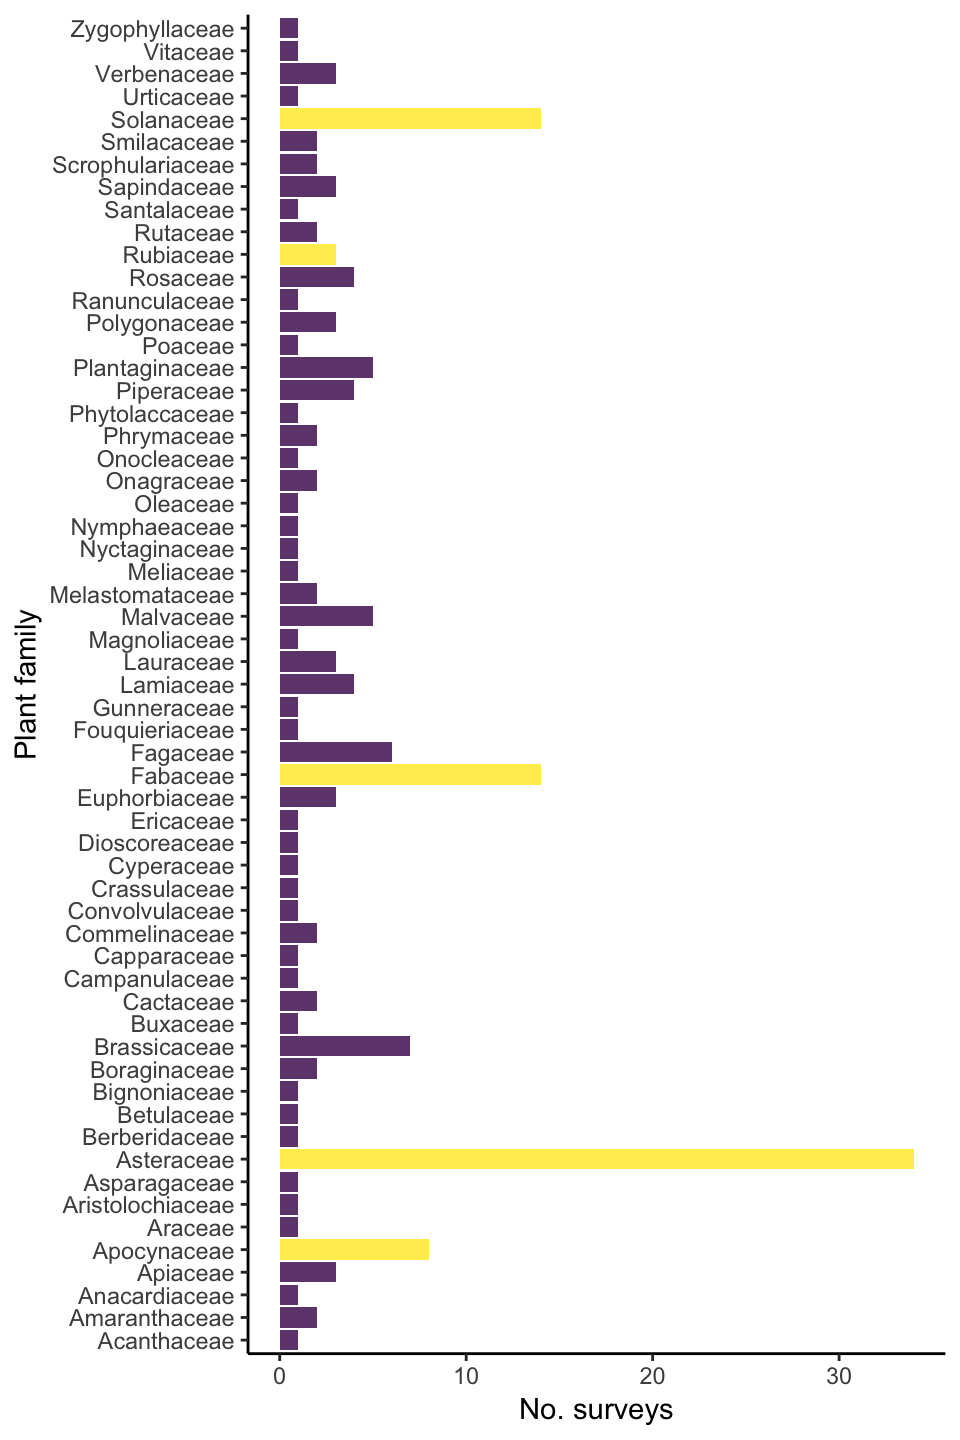 Zygophyllaceae
Vitaceae
Verbenaceae
Urticaceae
Solanaceae
Smilacaceae
Scrophulariaceae
Sapindaceae
Santalaceae
Rutaceae
Rubiaceae
Rosaceae
Ranunculaceae
Polygonaceae
Poaceae
Plantaginaceae
Piperaceae
Phytolaccaceae
Phrymaceae
Onocleaceae
Onagraceae
Oleaceae
Nymphaeaceae
Nyctaginaceae
Meliaceae
Melastomataceae
Malvaceae
Magnoliaceae
Lauraceae
Lamiaceae
Gunneraceae
Fouquieriaceae
Fagaceae
Fabaceae
Euphorbiaceae
Ericaceae
Dioscoreaceae
Cyperaceae
Crassulaceae
Convolvulaceae
Commelinaceae
Capparaceae
Campanulaceae
Cactaceae
Buxaceae
Brassicaceae
Boraginaceae
Bignoniaceae
Betulaceae
Berberidaceae
Asteraceae
Asparagaceae
Aristolochiaceae
Araceae
Apocynaceae
Apiaceae
Anacardiaceae
Amaranthaceae
Acanthaceae
Plant family
0 10 20 30
No. surveys